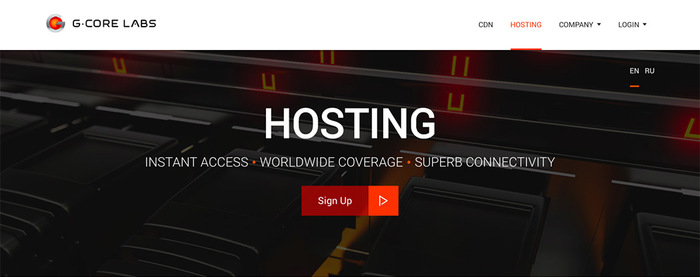 G·CORE LABS
CDN
HOSTING
COMPANY
LOGIN
EN RU
HOSTING
INSTANT ACCESS • WORLDWIDE COVERAGE • SUPERB CONNECTIVITY
Sign Up